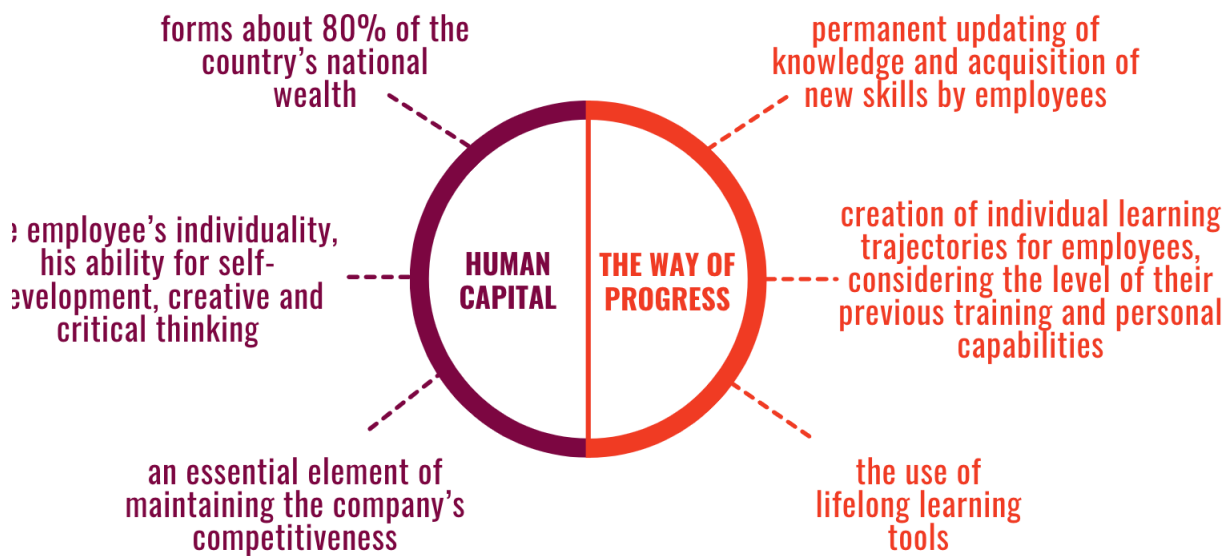 forms about 80% of the
country's national
wealth
e employee's individuality,
his ability for self-
evelopment, creative and
critical thinking
an essential element of
maintaining the company's
competitiveness
HUMAN
CAPITAL
THE WAY OF
PROGRESS
permanent updating of
knowledge and acquisition of
new skills by employees
creation of individual learning
trajectories for employees,
considering the level of their
previous training and personal
capabilities
the use of
lifelong learning
tools